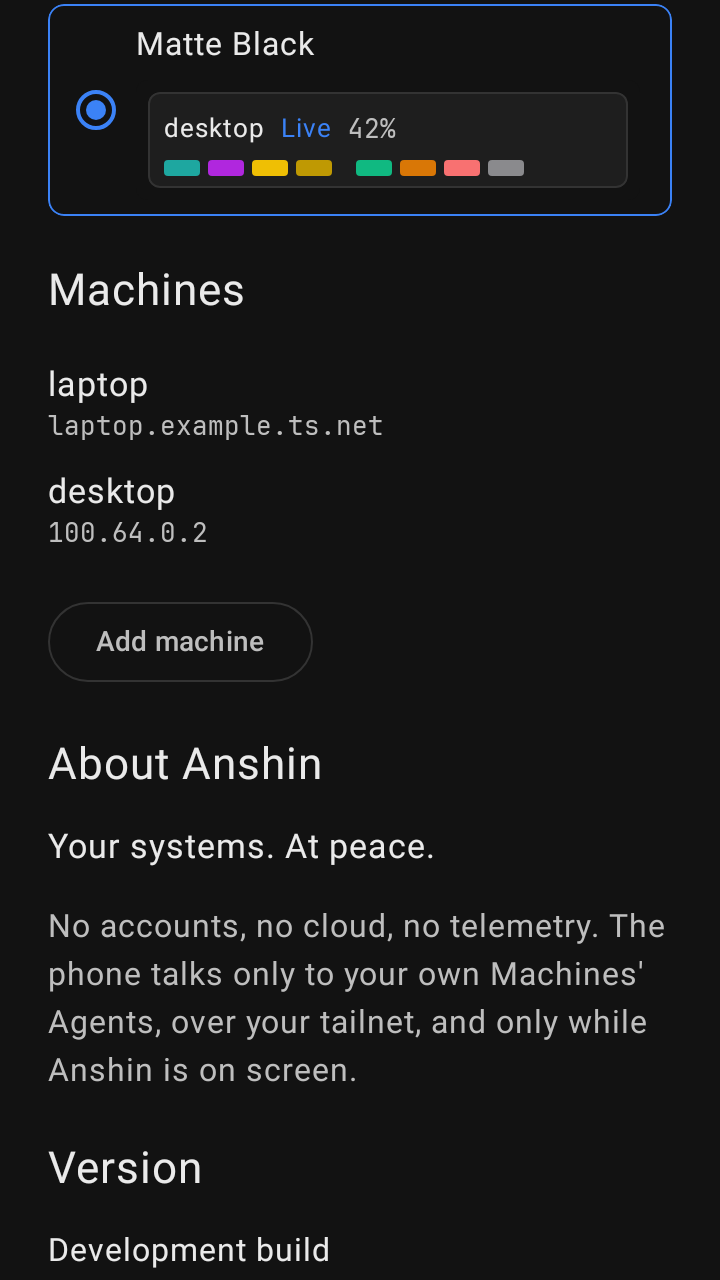 Matte Black
desktop Live 42%
Machines
laptop
laptop.example.ts.net
desktop
100.64.0.2
Add machine
About Anshin
Your systems. At peace.
No accounts, no cloud, no telemetry. The
phone talks only to your own Machines'
Agents, over your tailnet, and only while
Anshin is on screen.
Version
Development build